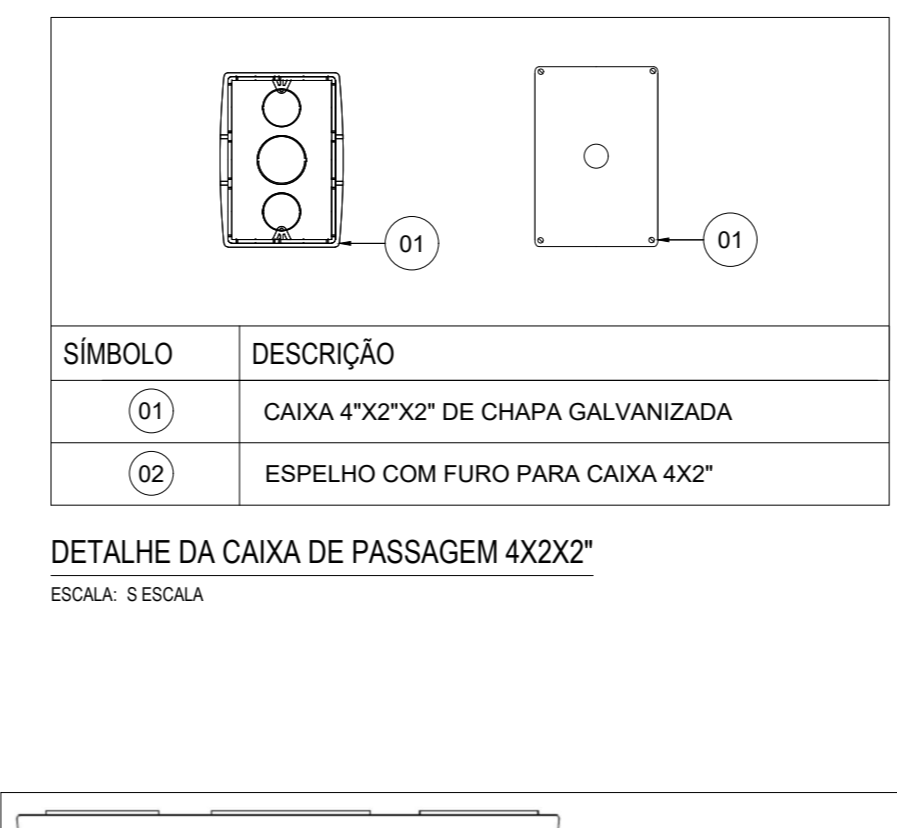 01
01
SÍMBOLO DESCRIÇÃO
01 CAIXA 4"X2"X2" DE CHAPA GALVANIZADA
02 ESPELHO COM FURO PARA CAIXA 4X2"
DETALHE DA CAIXA DE PASSAGEM 4X2X2"
ESCALA: S ESCALA